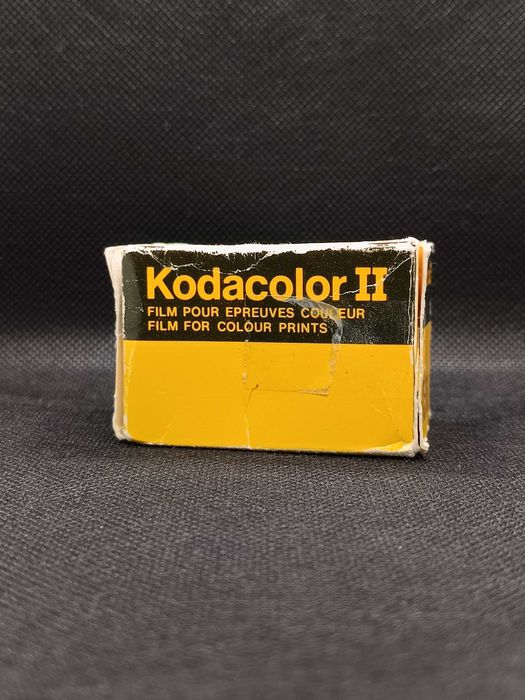 Kodacolor II
FILM POUR EPREUVES COULEUR
FILM FOR COLOUR PRINTS